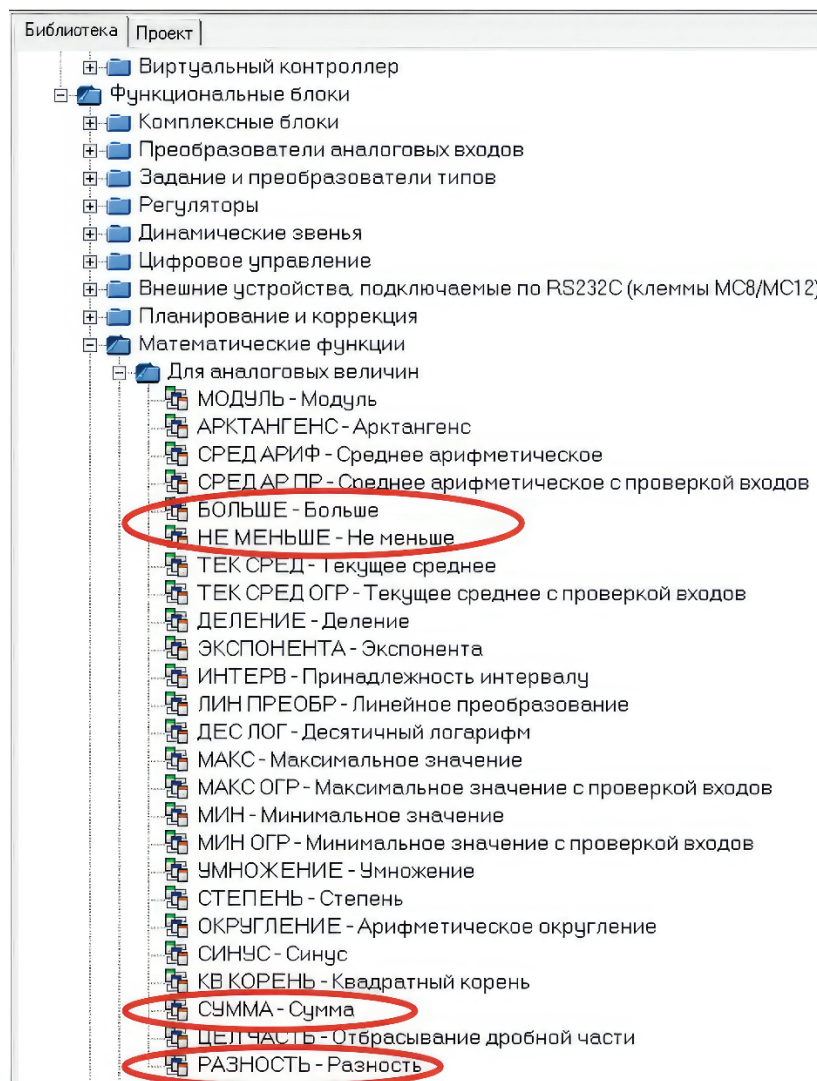 Библиотека Проект
Виртуальный контроллер
Функциональные блоки
Комплексные блоки
Преобразователи аналоговых входов
Задание и преобразователи типов
Регуляторы
Динамические звенья
Цифровое управление
Внешние устройства, подключаемые по RS232C (клеммы МС8/МС12)
Планирование и коррекция
Математические функции
Для аналоговых величин
МОДУЛЬ - Модуль
АРКТАНГЕНС - Арктангенс
СРЕД АРИФ - Среднее арифметическое
СРЕД АР ПР - Среднее арифметическое с проверкой входов
БОЛЬШЕ - Больше
НЕ МЕНЬШЕ - Не меньше
ТЕК СРЕД - Текущее среднее
ТЕК СРЕД ОГР - Текущее среднее с проверкой входов
ДЕЛЕНИЕ - Деление
ЭКСПОНЕНТА - Экспонента
ИНТЕРВ - Принадлежность интервалу
ЛИН ПРЕОБР - Линейное преобразование
ДЕС ЛОГ - Десятичный логарифм
МАКС - Максимальное значение
МАКС ОГР - Максимальное значение с проверкой входов
МИН - Минимальное значение
МИН ОГР - Минимальное значение с проверкой входов
УМНОЖЕНИЕ - Умножение
СТЕПЕНЬ - Степень
ОКРУГЛЕНИЕ - Арифметическое округление
СИНУС - Синус
КВ КОРЕНЬ - Квадратный корень
СУММА - Сумма
ЦЕЛ ЧАСТЬ - Отбрасывание дробной части
РАЗНОСТЬ - Разность